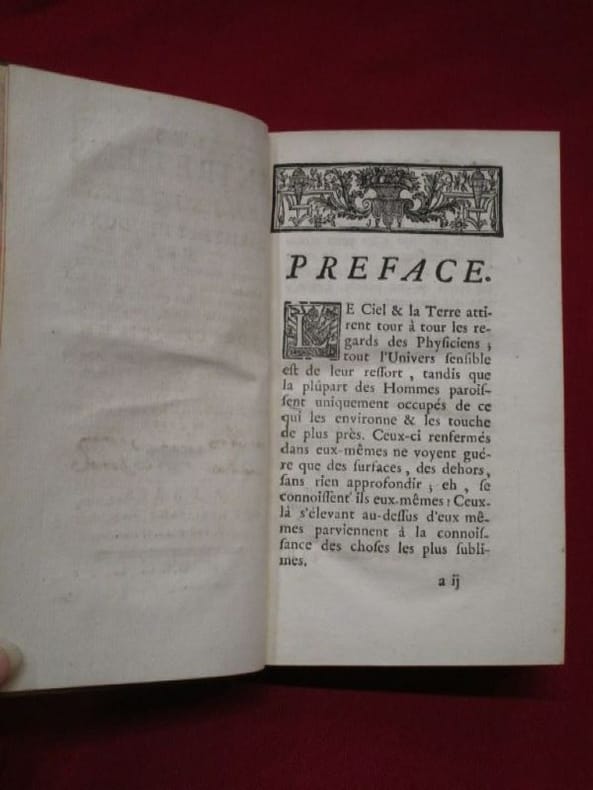 PREFACE.
LE Ciel & la Terre atti-
rent tour à tour les re-
gards des Physiciens ;
tout l'Univers sensible
est de leur ressort , tandis que
la plûpart des Hommes parois-
sent uniquement occupés de ce
qui les environne & les touche
de plus près. Ceux-ci renfermés
dans eux-mêmes ne voyent gué-
re que des surfaces , des dehors,
sans rien approfondir ; eh , se
connoissent ils eux-mêmes ? Ceux-
là s'élevant au-dessus d'eux mê-
mes parviennent à la connois-
sance des choses les plus subli-
mes.
a ij